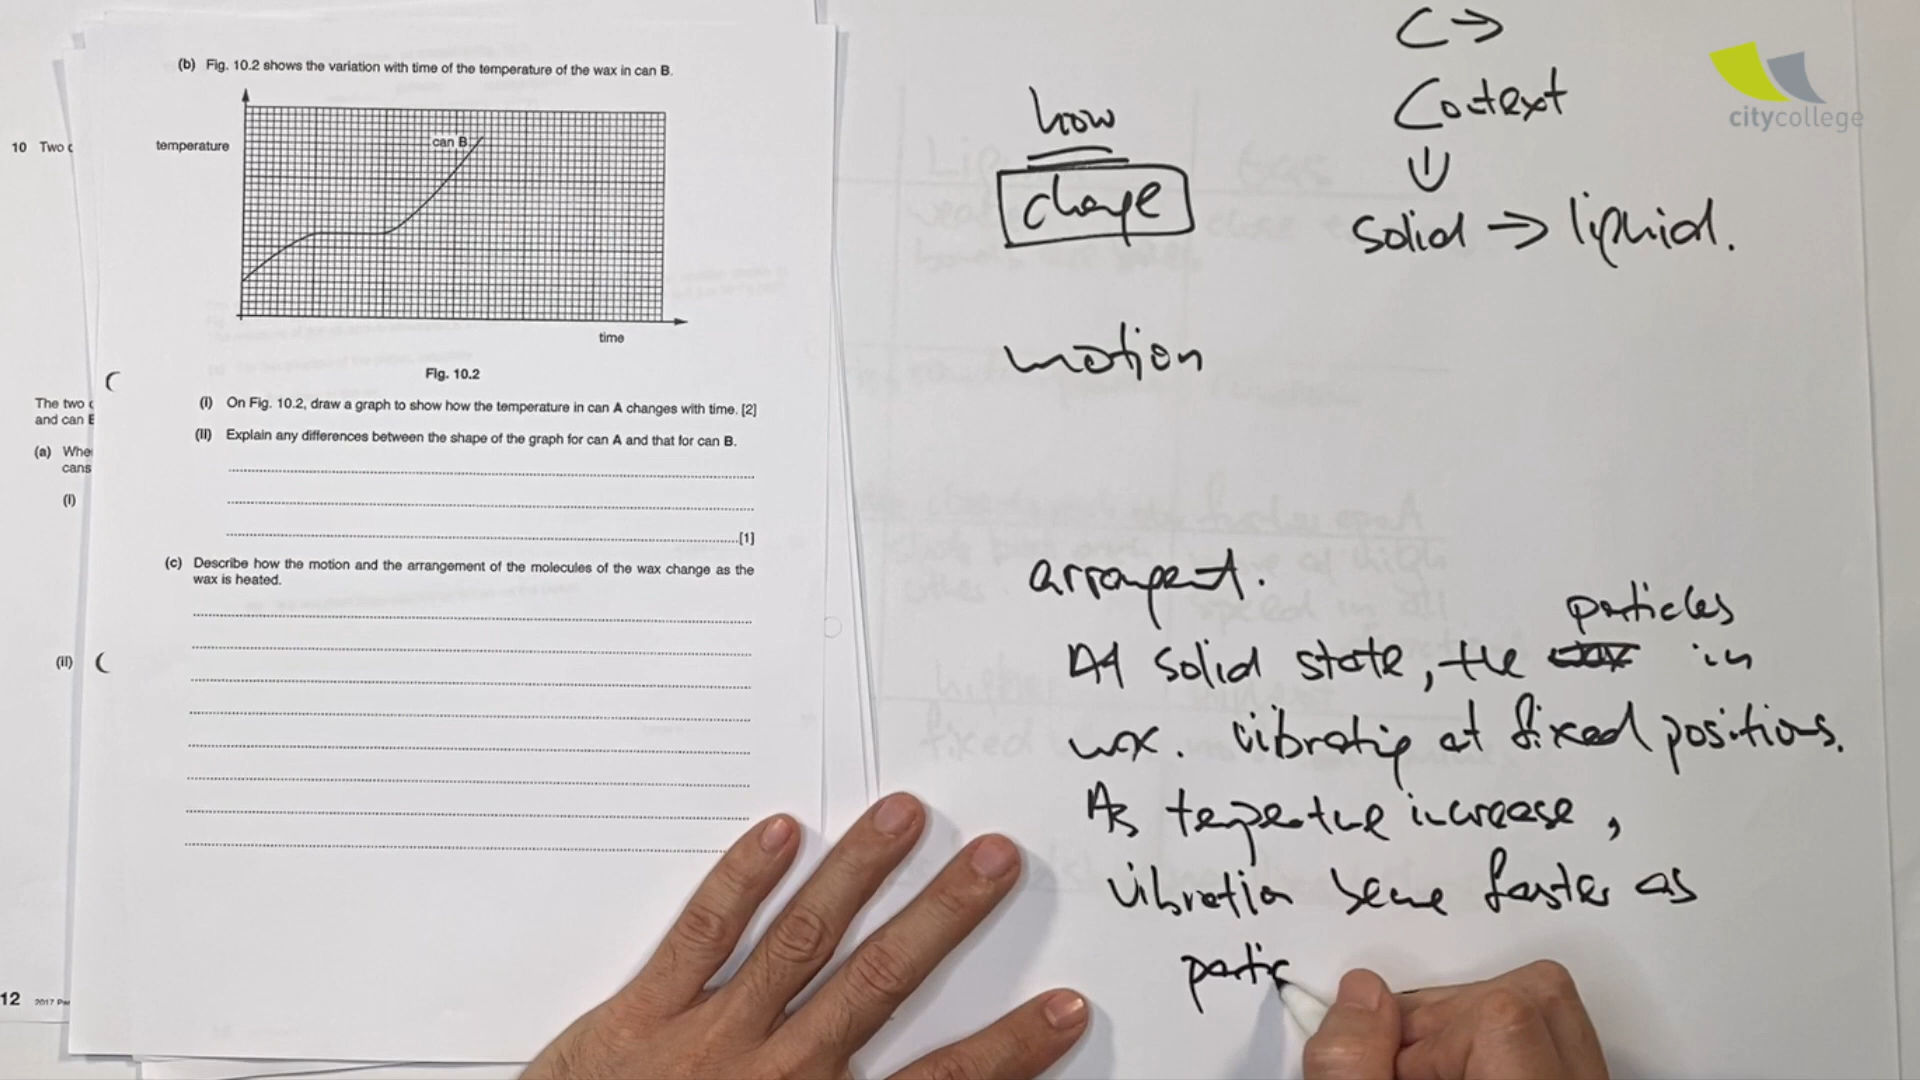 (b) Fig. 10.2 shows the variation with time of the temperature of the wax in can B.
temperature
can B
time
Fig. 10.2
(i) On Fig. 10.2, draw a graph to show how the temperature in can A changes with time. [2]
(ii) Explain any differences between the shape of the graph for can A and that for can B.
[1]
(c) Describe how the motion and the arrangement of the molecules of the wax change as the
wax is heated.
10 Two
The two
and can B
(a) Whe
cans
(i)
(ii)
12 2017
how
change
motion
C →
Context
solid → liquid.
citycollege
particles
At solid state, the in
wax. vibrating at fixed positions.
As increase,
vibration faster as
partic